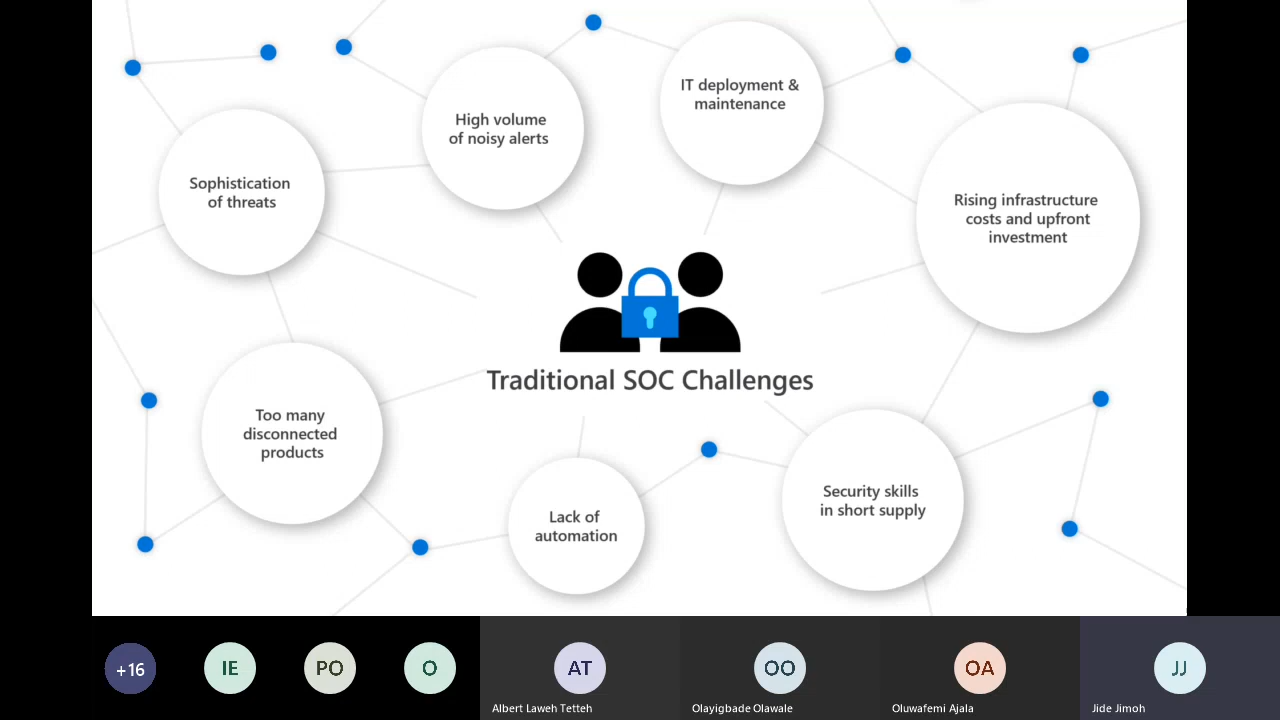 IT deployment &
maintenance
High volume
of noisy alerts
Sophistication
of threats
Rising infrastructure
costs and upfront
investment
Traditional SOC Challenges
Too many
disconnected
products
Security skills
in short supply
Lack of
automation
+16
IE
PO
O
AT
OO
OA
JJ
Albert Laweh Tetteh
Olayigbade Olawale
Oluwafemi Ajala
Jide Jimoh